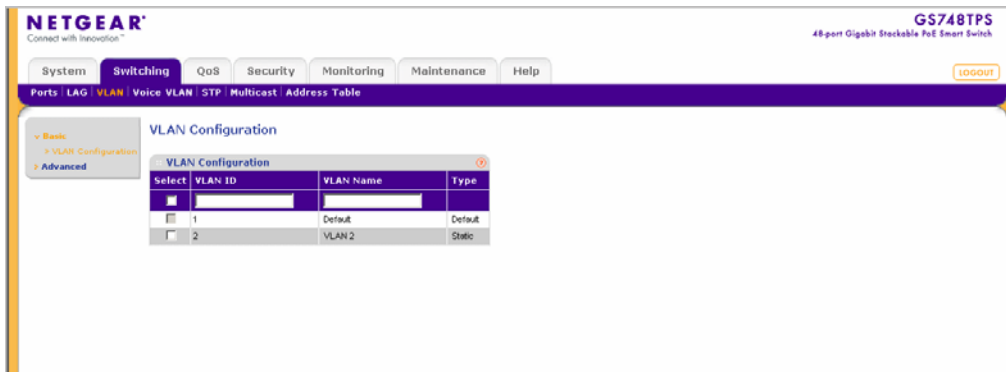 NETGEAR
Connect with Innovation™
GS748TPS
48-port Gigabit Stackable PoE Smart Switch
System Switching QoS Security Monitoring Maintenance Help LOGOUT
Ports LAG VLAN Voice VLAN STP Multicast Address Table
Basic
VLAN Configuration
Advanced
VLAN Configuration
VLAN Configuration
Select VLAN ID VLAN Name Type
1 Default Default
2 VLAN 2 Static